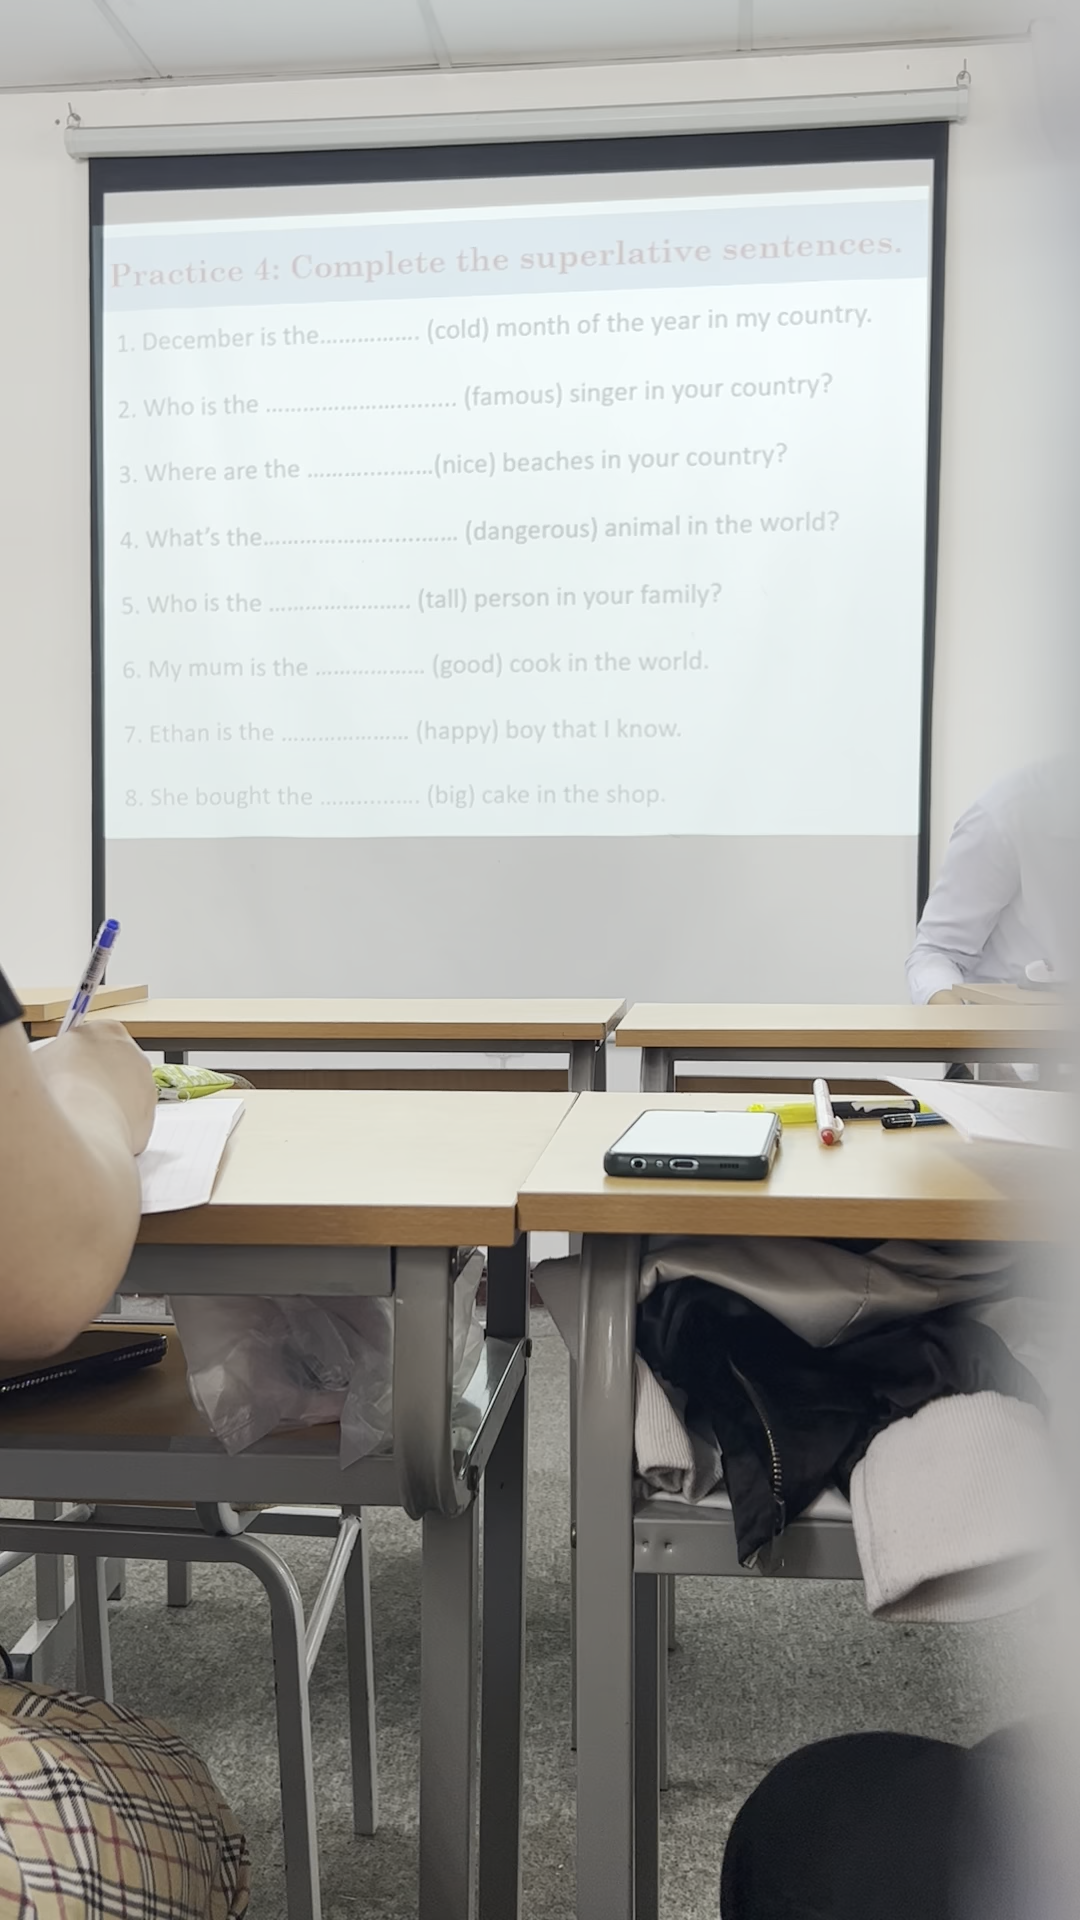 Practice 4: Complete the superlative sentences.
1. December is the................ (cold) month of the year in my country.
2. Who is the ............................... (famous) singer in your country?
3. Where are the ....................(nice) beaches in your country?
4. What's the................................ (dangerous) animal in the world?
5. Who is the ....................... (tall) person in your family?
6. My mum is the .................. (good) cook in the world.
7. Ethan is the ..................... (happy) boy that I know.
8. She bought the ................ (big) cake in the shop.